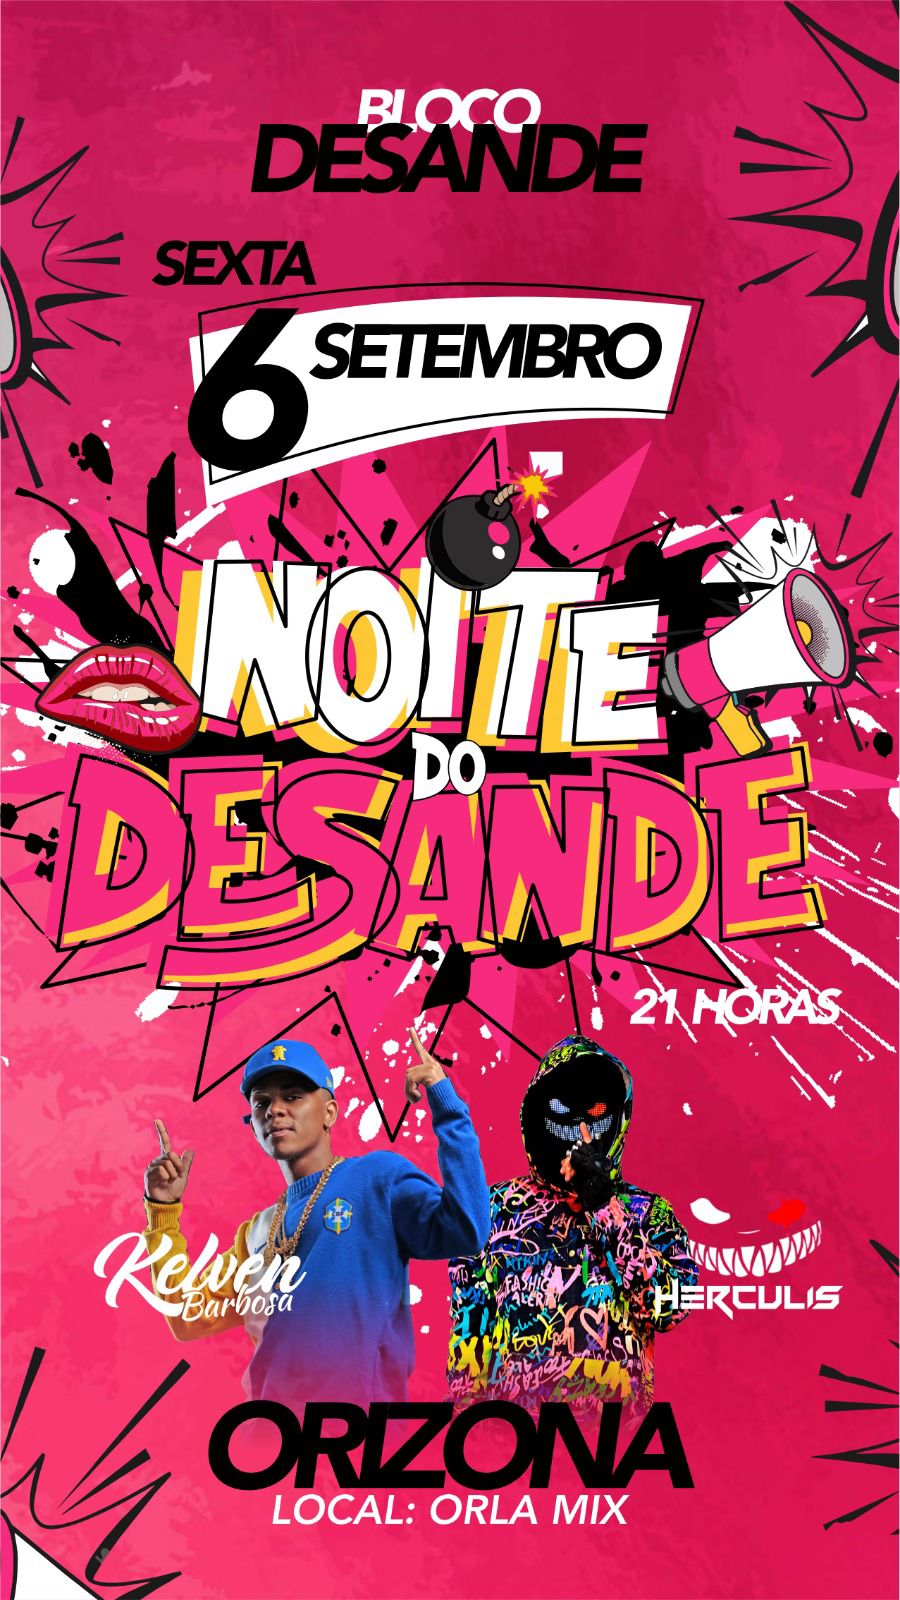 BLOCO
DESANDE
SEXTA
6 SETEMBRO
NOITE
DO
DESANDE
21 HORAS
Kelven
Barbosa
HERCULIS
ORIZONA
LOCAL: ORLA MIX